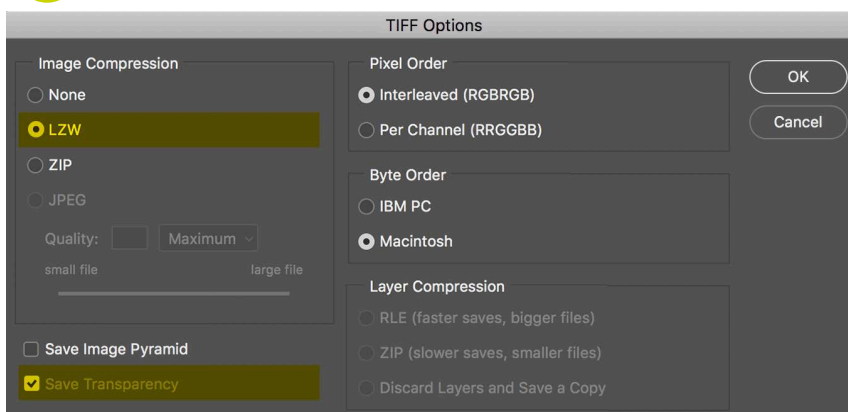 TIFF Options
Image Compression
None
LZW
ZIP
JPEG
Quality:
Maximum
small file
large file
Save Image Pyramid
Save Transparency
Pixel Order
Interleaved (RGBRGB)
Per Channel (RRGGBB)
Byte Order
IBM PC
Macintosh
Layer Compression
RLE (faster saves, bigger files)
ZIP (slower saves, smaller files)
Discard Layers and Save a Copy
OK
Cancel